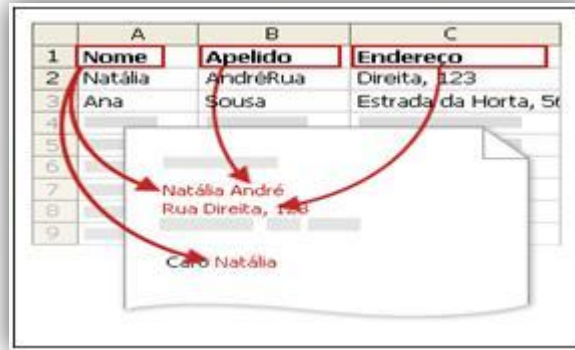 A B C
1 Nome Apelido Endereço
2 Natália AndréRua Direita, 123
3 Ana Sousa Estrada da Horta, 56
4
5
6
7
8
9
Natália André
Rua Direita, 123
Caro Natália